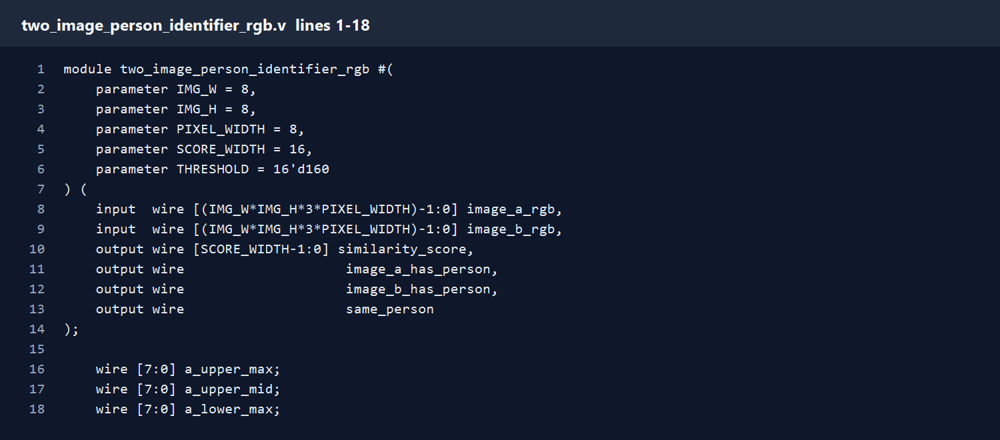 two_image_person_identifier_rgb.v  lines 1-18
1 module two_image_person_identifier_rgb #(
2     parameter IMG_W = 8,
3     parameter IMG_H = 8,
4     parameter PIXEL_WIDTH = 8,
5     parameter SCORE_WIDTH = 16,
6     parameter THRESHOLD = 16'd160
7 ) (
8     input  wire [(IMG_W*IMG_H*3*PIXEL_WIDTH)-1:0] image_a_rgb,
9     input  wire [(IMG_W*IMG_H*3*PIXEL_WIDTH)-1:0] image_b_rgb,
10     output wire [SCORE_WIDTH-1:0] similarity_score,
11     output wire                    image_a_has_person,
12     output wire                    image_b_has_person,
13     output wire                    same_person
14 );
15
16     wire [7:0] a_upper_max;
17     wire [7:0] a_upper_mid;
18     wire [7:0] a_lower_max;